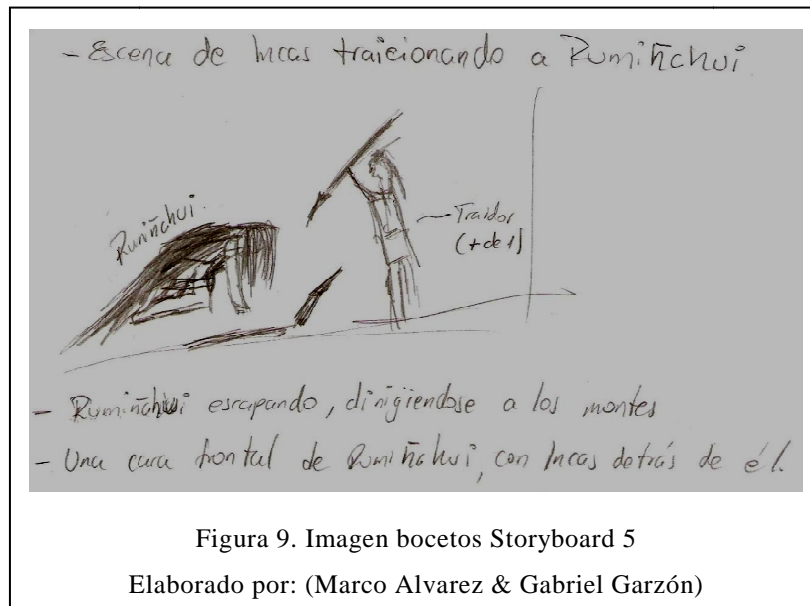 - Escena de Incas traicionando a Rumiñahui
Rumiñahui
Traidor
(+ de 1)
- Rumiñahui escapando, dirigiendose a los montes
- Una cara frontal de Rumiñahui, con Incas detrás de él.
Figura 9. Imagen bocetos Storyboard 5
Elaborado por: (Marco Alvarez & Gabriel Garzón)